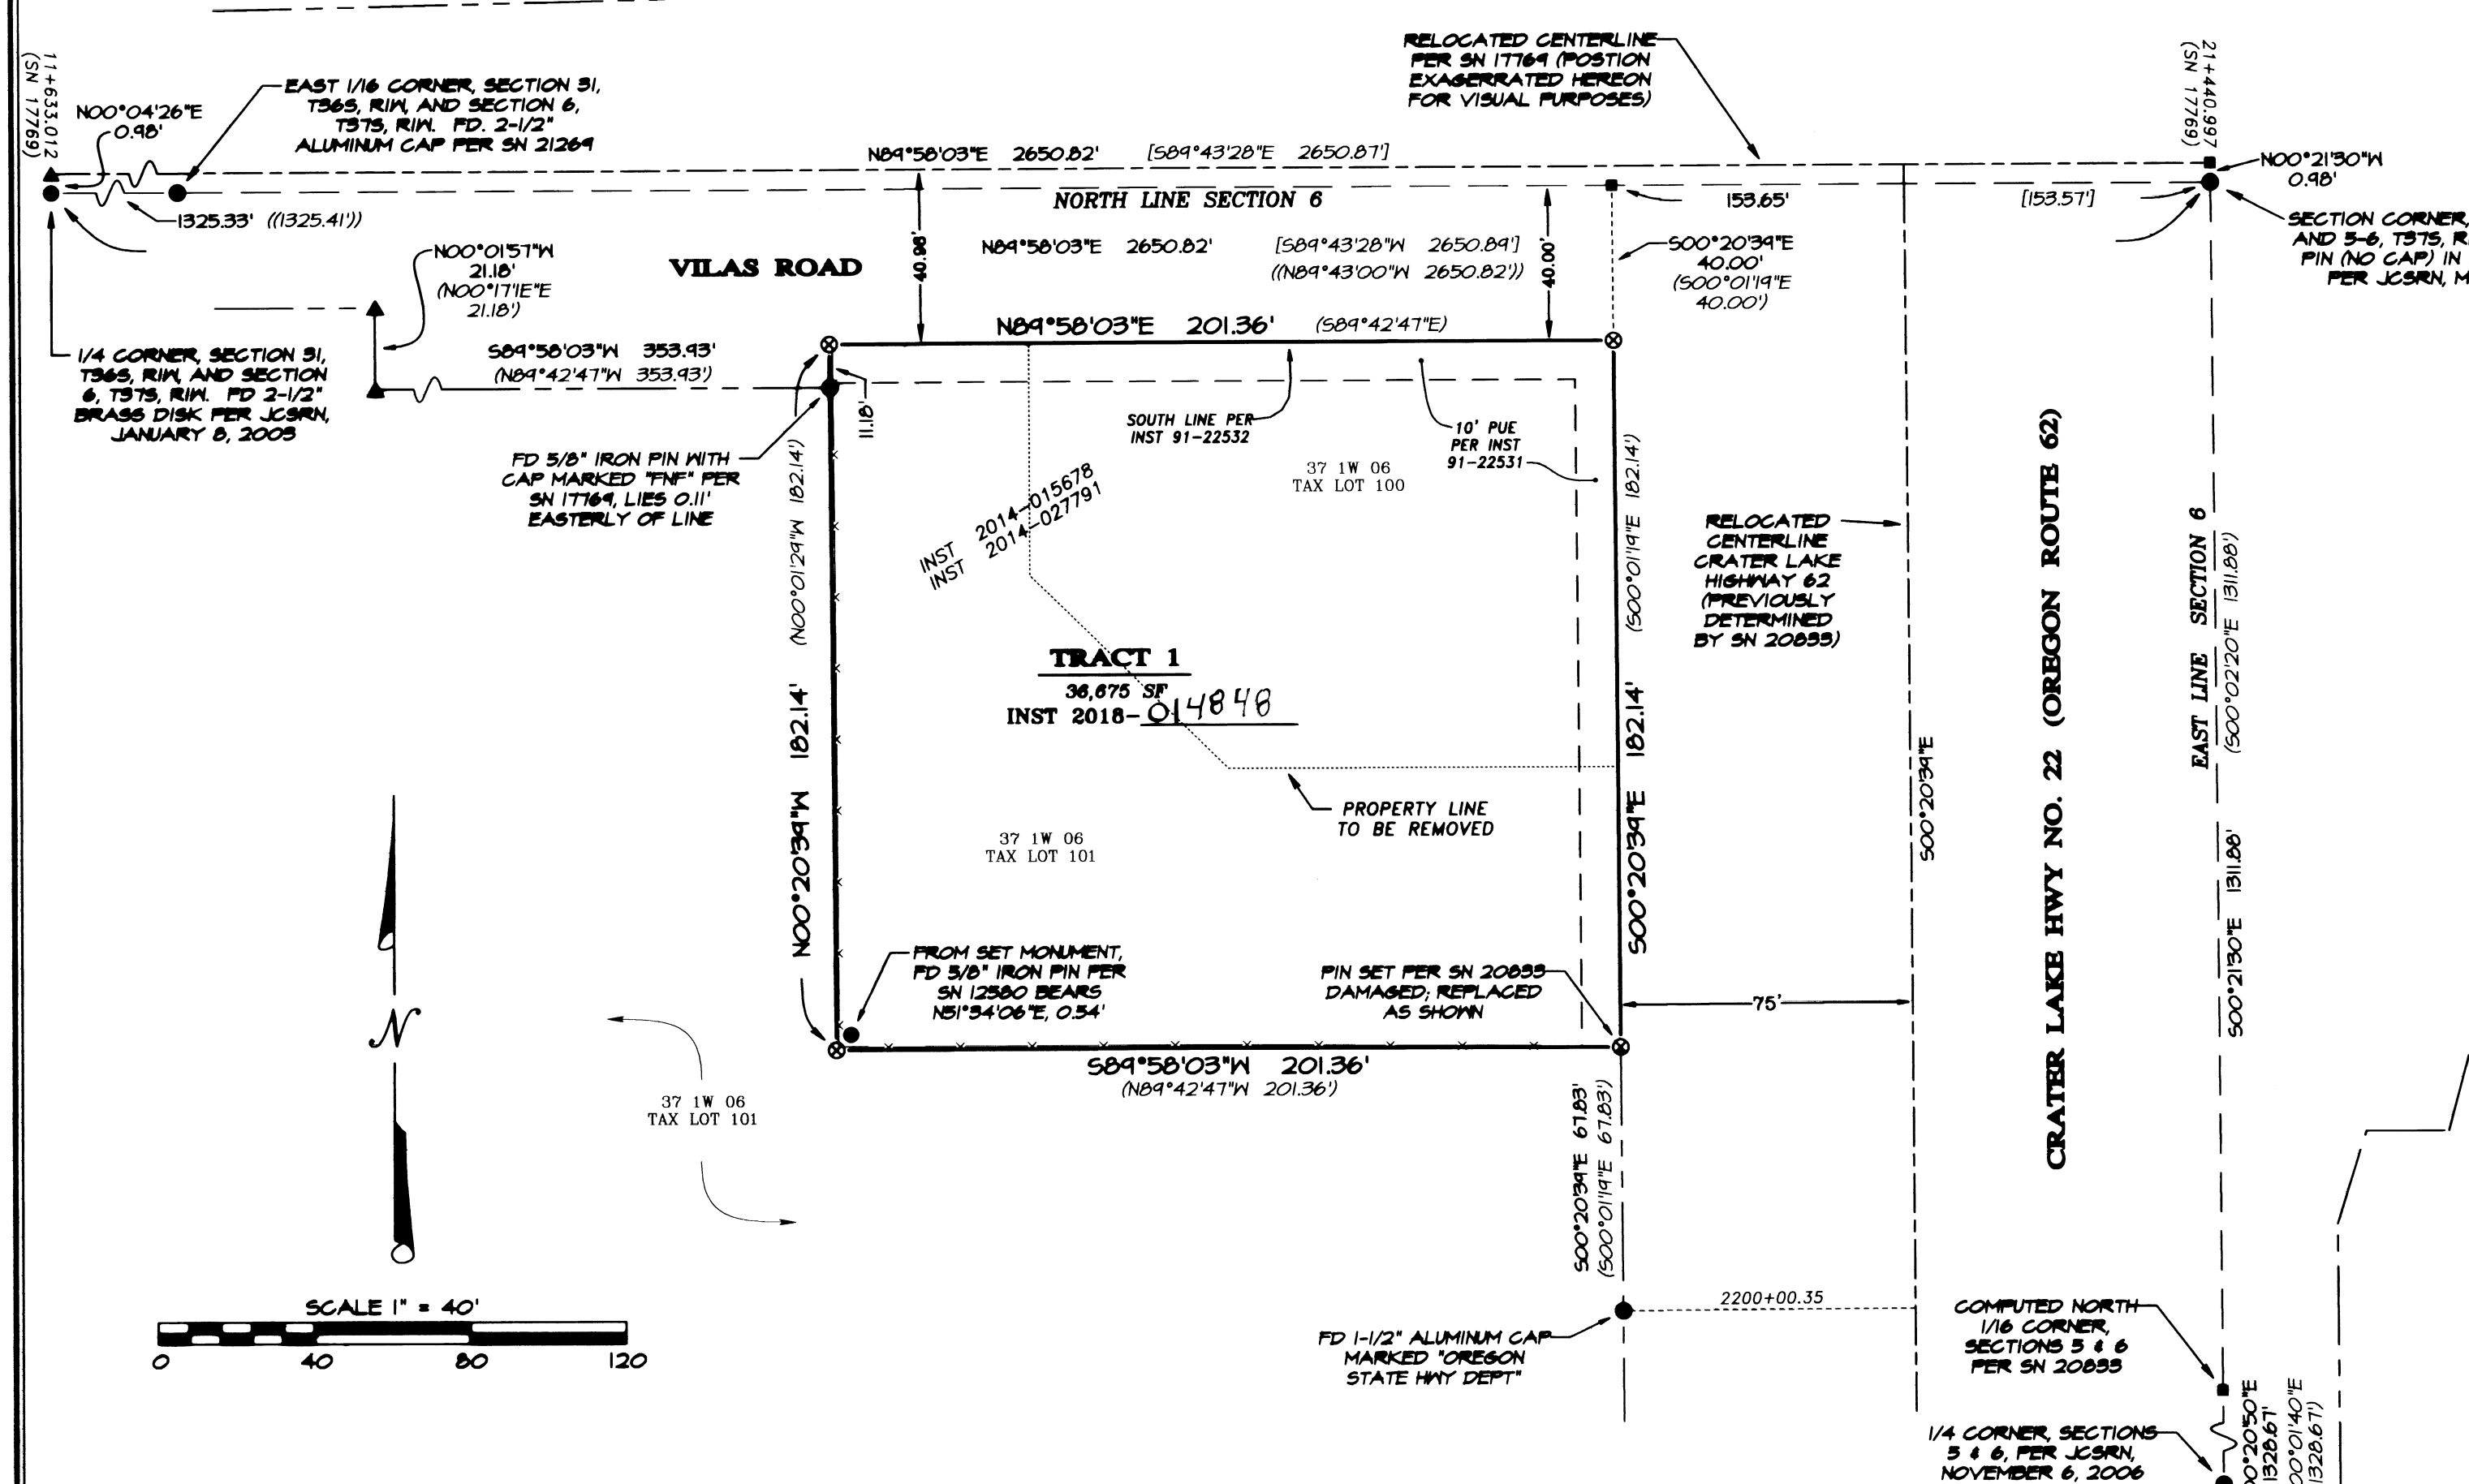 11+633.012
(SN 17769)
N00°04'26"E
0.98'
EAST 1/16 CORNER, SECTION 31,
T36S, R1W, AND SECTION 6,
T37S, R1W. FD. 2-1/2"
ALUMINUM CAP PER SN 21269
1325.33' ((1325.41'))
RELOCATED CENTERLINE
PER SN 17769 (POSTION
EXAGERRATED HEREON
FOR VISUAL PURPOSES)
21+440.997
(SN 17769)
N00°21'30"W
0.98'
N89°58'03"E 2650.82' [S89°43'28"E 2650.87']
NORTH LINE SECTION 6
153.65'
[153.57']
SECTION CORNER,
AND 5-6, T37S, R
PIN (NO CAP) IN
PER JCSRN, M
N89°58'03"E 2650.82' [S89°43'28"W 2650.89']
((N89°43'00"W 2650.82'))
40.98'
40.00'
S00°20'39"E
40.00'
(S00°01'19"E
40.00')
VILAS ROAD
N00°01'57"W
21.18'
(N00°17'1E"E
21.18')
N89°58'03"E 201.36' (S89°42'47"E)
1/4 CORNER, SECTION 31,
T36S, R1W, AND SECTION
6, T37S, R1W. FD 2-1/2"
BRASS DISK PER JCSRN,
JANUARY 8, 2003
S89°58'03"W 353.93'
(N89°42'47"W 353.93')
11.18'
FD 5/8" IRON PIN WITH
CAP MARKED "FNF" PER
SN 17769, LIES 0.11'
EASTERLY OF LINE
SOUTH LINE PER
INST 91-22532
10' PUE
PER INST
91-22531
37 1W 06
TAX LOT 100
INST 2014-015678
INST 2014-027791
N00°20'39"W 182.14'
(N00°01'29"W 182.14')
S00°20'39"E 182.14'
(S00°01'19"E 182.14')
RELOCATED
CENTERLINE
CRATER LAKE
HIGHWAY 62
(PREVIOUSLY
DETERMINED
BY SN 20833)
S00°20'39"E
CRATER LAKE HWY NO. 22 (OREGON ROUTE 62)
EAST LINE SECTION 6
S00°21'30"E 1311.88'
(S00°02'20"E 1311.88')
TRACT 1
36,675 SF
INST 2018-014848
PROPERTY LINE
TO BE REMOVED
37 1W 06
TAX LOT 101
FROM SET MONUMENT,
FD 5/8" IRON PIN PER
SN 12580 BEARS
N51°34'06"E, 0.54'
PIN SET PER SN 20833
DAMAGED; REPLACED
AS SHOWN
75'
S89°58'03"W 201.36'
(N89°42'47"W 201.36')
N
37 1W 06
TAX LOT 101
S00°20'39"E 67.83'
(S00°01'19"E 67.83')
2200+00.35
SCALE 1" = 40'
0 40 80 120
FD 1-1/2" ALUMINUM CAP
MARKED "OREGON
STATE HWY DEPT"
COMPUTED NORTH
1/16 CORNER,
SECTIONS 5 & 6
PER SN 20833
1/4 CORNER, SECTIONS
5 & 6, PER JCSRN,
NOVEMBER 6, 2006
00°20'50"E
1328.67'
00°01'40"E
1328.67')